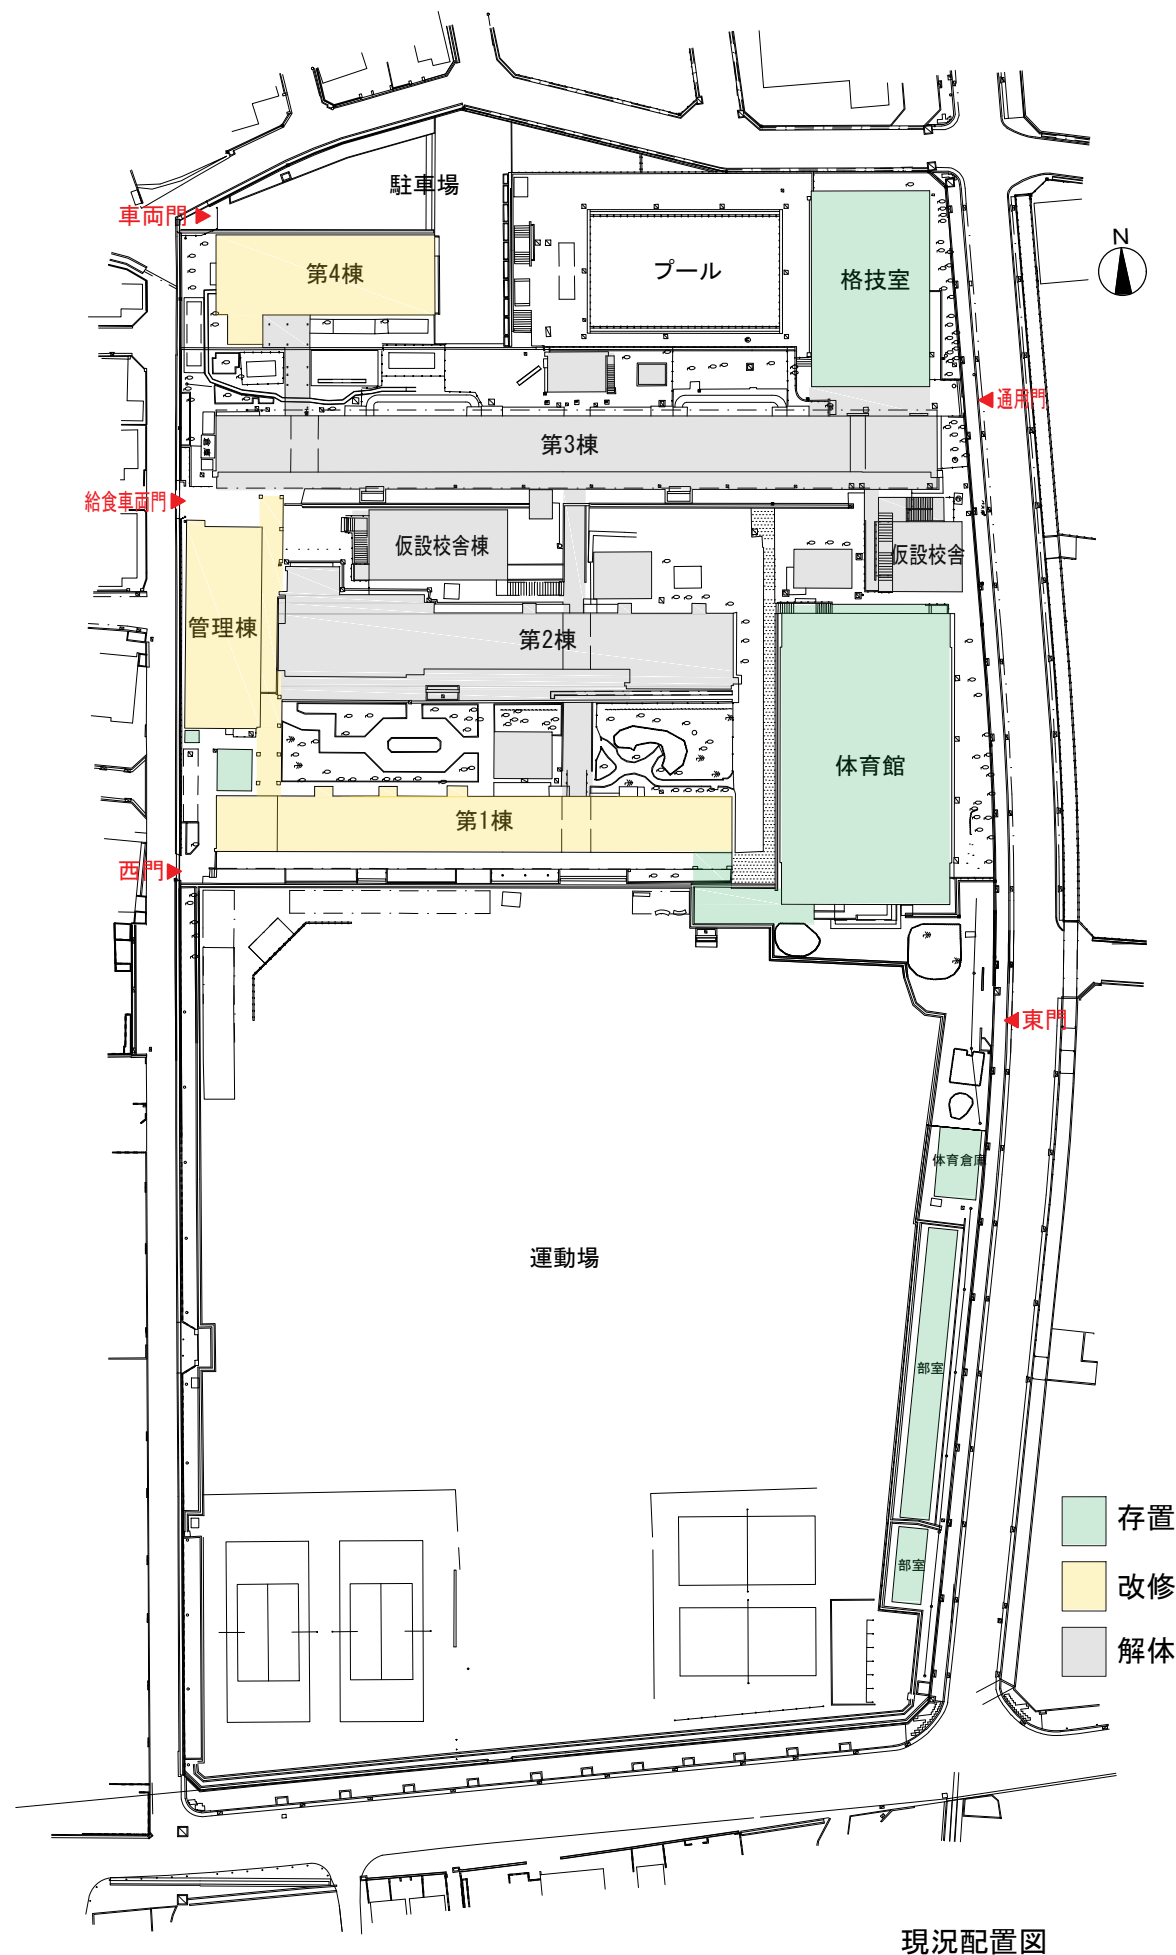 駐車場
車両門
N
第4棟
プール
格技室
通用門
倉庫
第3棟
給食車両門
仮設校舎棟
仮設校舎
管理棟
第2棟
体育館
第1棟
西門
東門
体育倉庫
運動場
部室
存置
部室
改修
解体
現況配置図